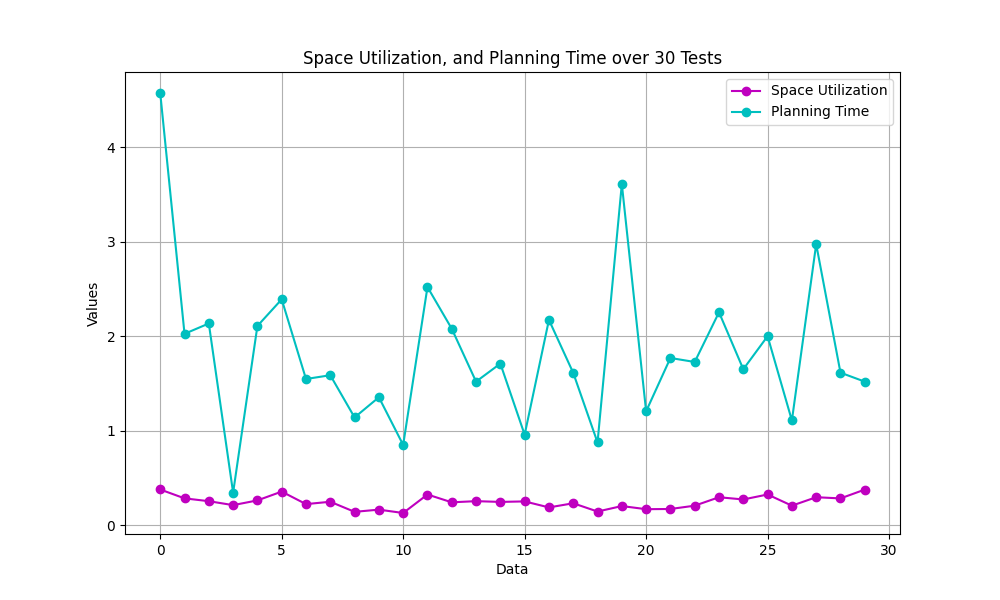 Space Utilization, and Planning Time over 30 Tests
Space Utilization
Planning Time
4
3
2
1
0
Values
0 5 10 15 20 25 30
Data